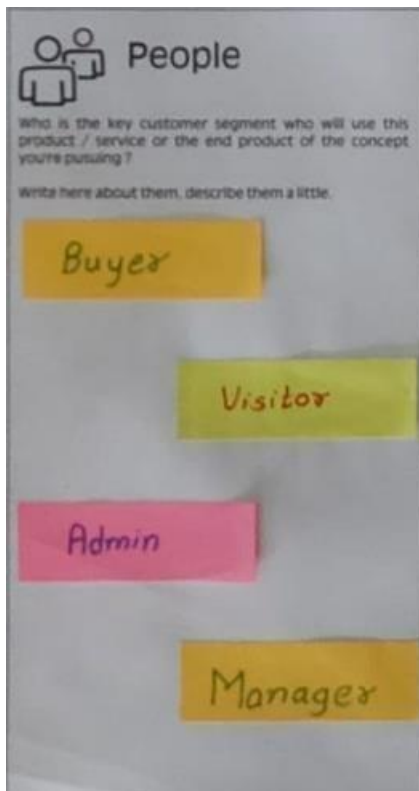 People
Who is the key customer segment who will use this
product / service or the end product of the concept
you're pusuing ?
Write here about them, describe them a little.
Buyer
Visitor
Admin
Manager